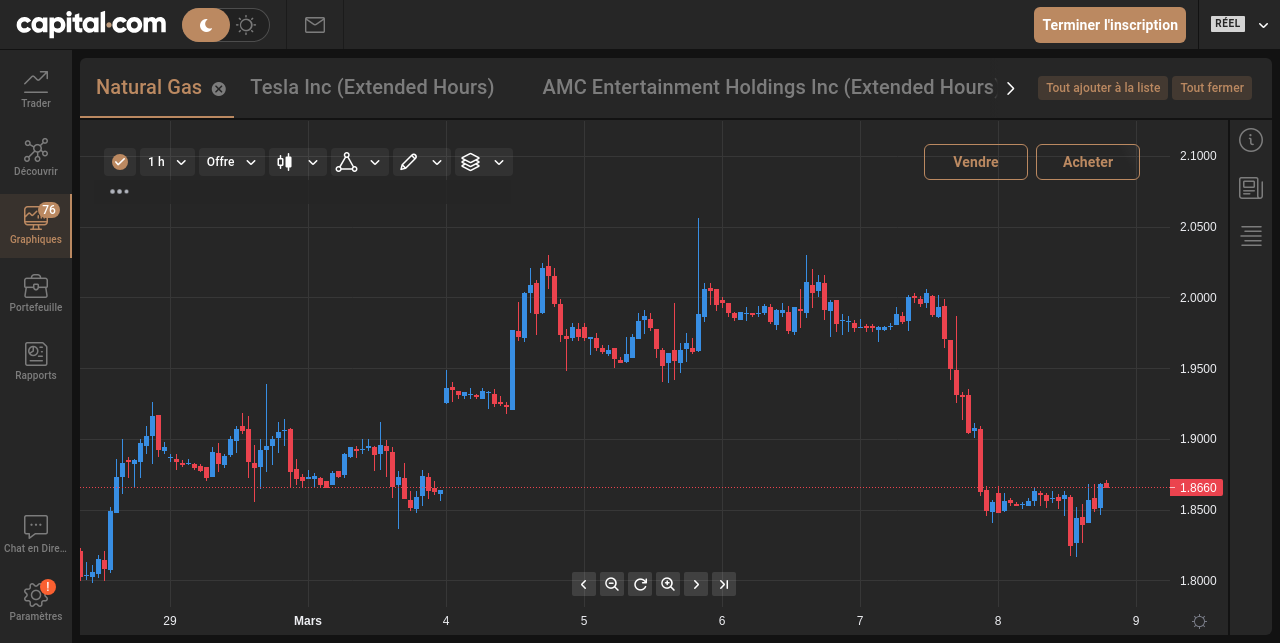 capital.com
Terminer l'inscription
RÉEL
Trader
Découvrir
76
Graphiques
Portefeuille
Rapports
Chat en Dire...
!
Paramètres
Natural Gas
Tesla Inc (Extended Hours)
AMC Entertainment Holdings Inc (Extended Hours)
Tout ajouter à la liste
Tout fermer
1 h
Offre
Vendre
Acheter
2.1000
2.0500
2.0000
1.9500
1.9000
1.8660
1.8500
1.8000
29
Mars
4
5
6
7
8
9